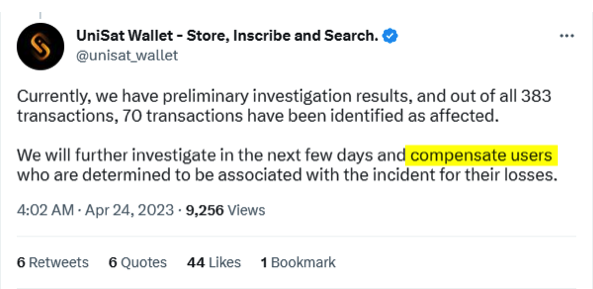 UniSat Wallet - Store, Inscribe and Search.
@unisat_wallet
Currently, we have preliminary investigation results, and out of all 383
transactions, 70 transactions have been identified as affected.
We will further investigate in the next few days and compensate users
who are determined to be associated with the incident for their losses.
4:02 AM · Apr 24, 2023 · 9,256 Views
6 Retweets 6 Quotes 44 Likes 1 Bookmark